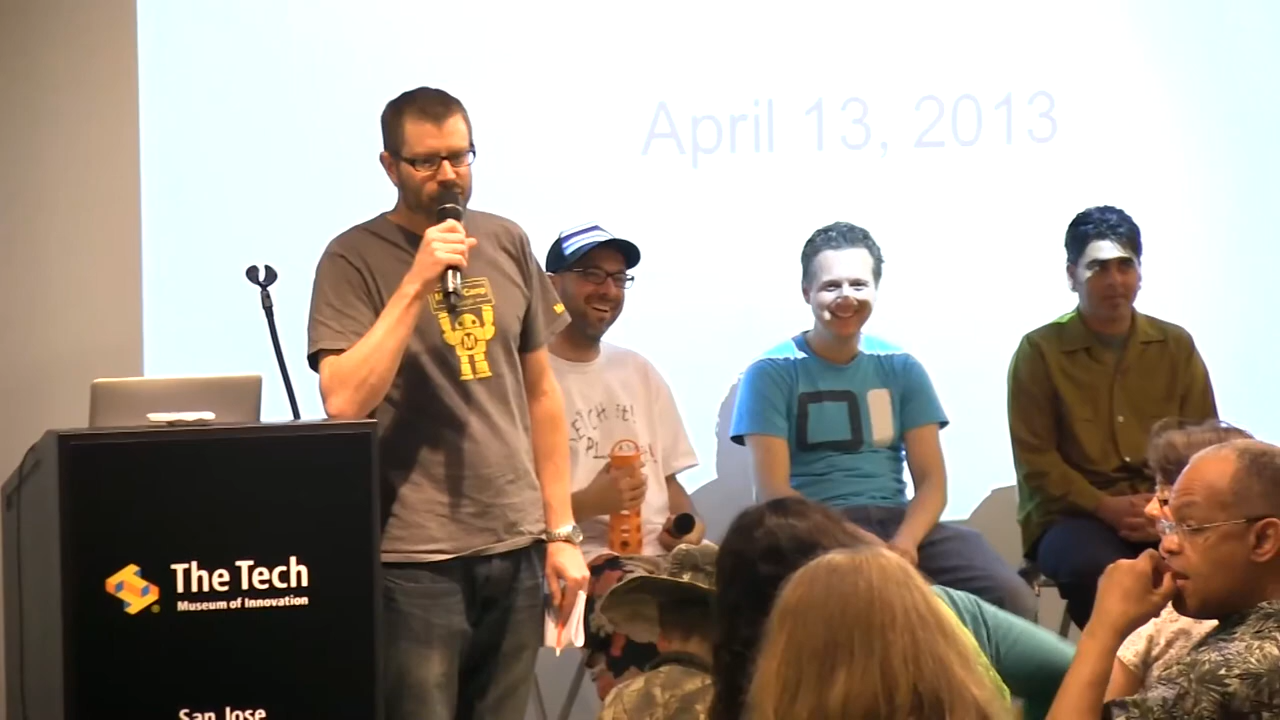 April 13, 2013
M
The Tech
Museum of Innovation
San Jose